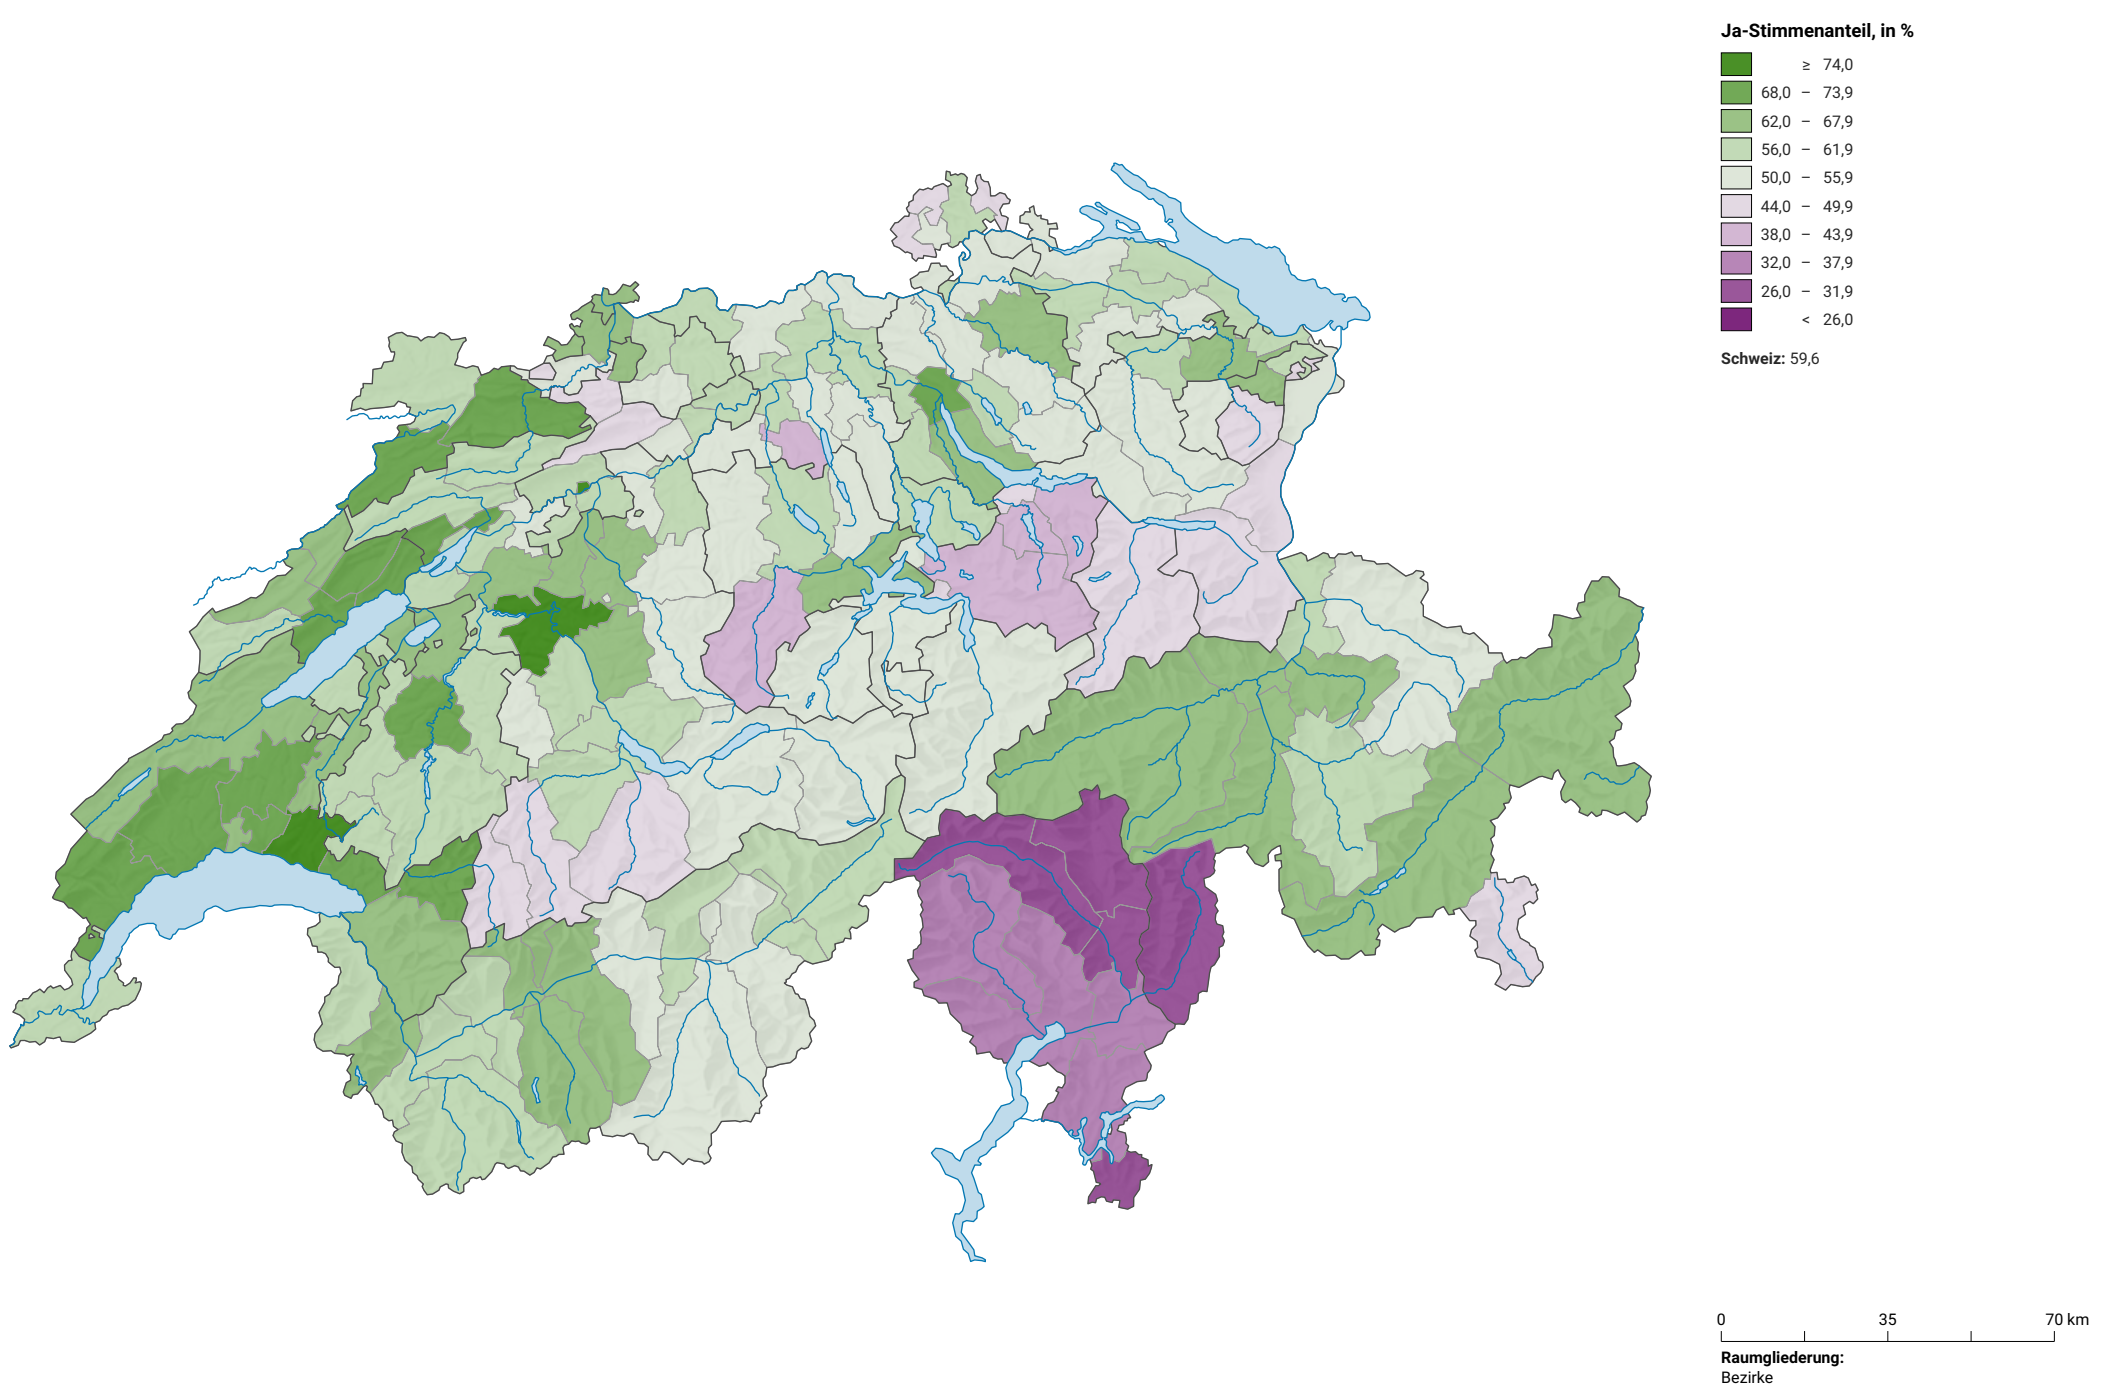 Ja-Stimmenanteil, in %
≥ 74,0
68,0 – 73,9
62,0 – 67,9
56,0 – 61,9
50,0 – 55,9
44,0 – 49,9
38,0 – 43,9
32,0 – 37,9
26,0 – 31,9
< 26,0
Schweiz: 59,6
0 35 70 km
Raumgliederung:
Bezirke